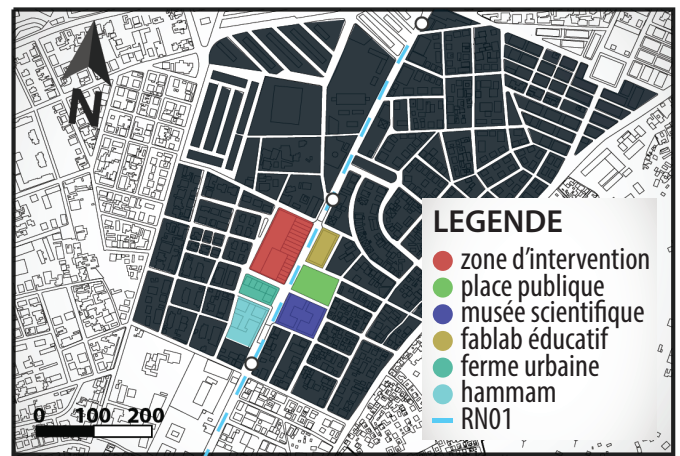 N
LEGENDE
zone d'intervention
place publique
musée scientifique
fablab éducatif
ferme urbaine
hammam
RN01
0 100 200